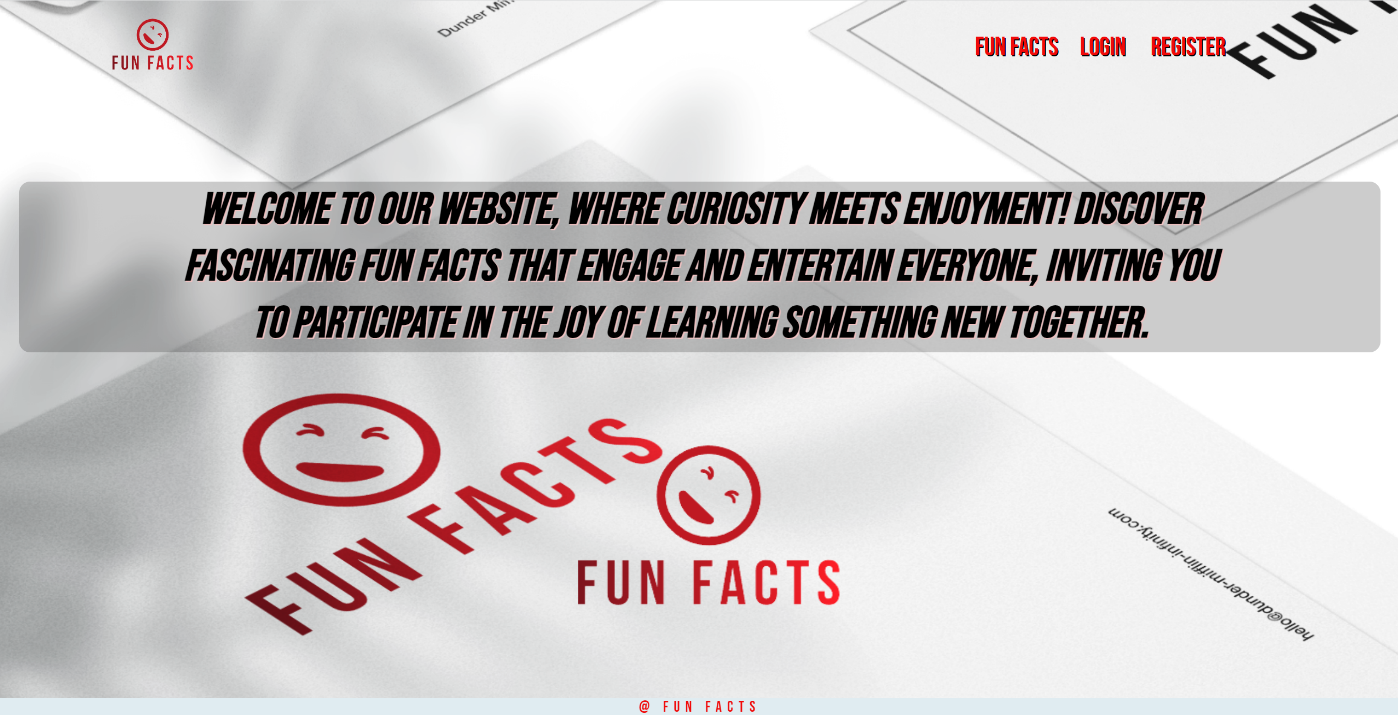 Dunder Mif
FUN FACTS
FUN FACTS LOGIN REGISTER
FUN
WELCOME TO OUR WEBSITE, WHERE CURIOSITY MEETS ENJOYMENT! DISCOVER
FASCINATING FUN FACTS THAT ENGAGE AND ENTERTAIN EVERYONE, INVITING YOU
TO PARTICIPATE IN THE JOY OF LEARNING SOMETHING NEW TOGETHER.
FUN FACTS
FUN FACTS
hello@dunder-mifflin-infinity.com
@ FUN FACTS